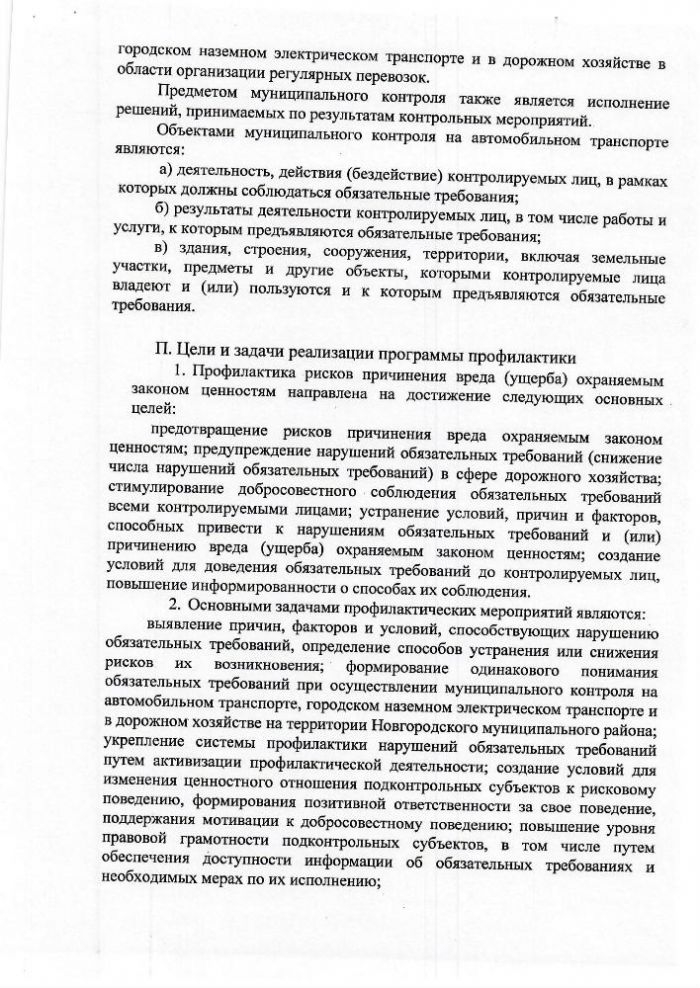 городском наземном электрическом транспорте и в дорожном хозяйстве в
области организации регулярных перевозок.
Предметом муниципального контроля также является исполнение
решений, принимаемых по результатам контрольных мероприятий.
Объектами муниципального контроля на автомобильном транспорте
являются:
а) деятельность, действия (бездействие) контролируемых лиц, в рамках
которых должны соблюдаться обязательные требования;
б) результаты деятельности контролируемых лиц, в том числе работы и
услуги, к которым предъявляются обязательные требования;
в) здания, строения, сооружения, территории, включая земельные
участки, предметы и другие объекты, которыми контролируемые лица
владеют и (или) пользуются и к которым предъявляются обязательные
требования.
П. Цели и задачи реализации программы профилактики
1. Профилактика рисков причинения вреда (ущерба) охраняемым
законом ценностям направлена на достижение следующих основных
целей:
предотвращение рисков причинения вреда охраняемым законом
ценностям; предупреждение нарушений обязательных требований (снижение
числа нарушений обязательных требований) в сфере дорожного хозяйства;
стимулирование добросовестного соблюдения обязательных требований
всеми контролируемыми лицами; устранение условий, причин и факторов,
способных привести к нарушениям обязательных требований и (или)
причинению вреда (ущерба) охраняемым законом ценностям; создание
условий для доведения обязательных требований до контролируемых лиц,
повышение информированности о способах их соблюдения.
2. Основными задачами профилактических мероприятий являются:
выявление причин, факторов и условий, способствующих нарушению
обязательных требований, определение способов устранения или снижения
рисков их возникновения; формирование одинакового понимания
обязательных требований при осуществлении муниципального контроля на
автомобильном транспорте, городском наземном электрическом транспорте и
в дорожном хозяйстве на территории Новгородского муниципального района;
укрепление системы профилактики нарушений обязательных требований
путем активизации профилактической деятельности; создание условий для
изменения ценностного отношения подконтрольных субъектов к рисковому
поведению, формирования позитивной ответственности за свое поведение,
поддержания мотивации к добросовестному поведению; повышение уровня
правовой грамотности подконтрольных субъектов, в том числе путем
обеспечения доступности информации об обязательных требованиях и
необходимых мерах по их исполнению;